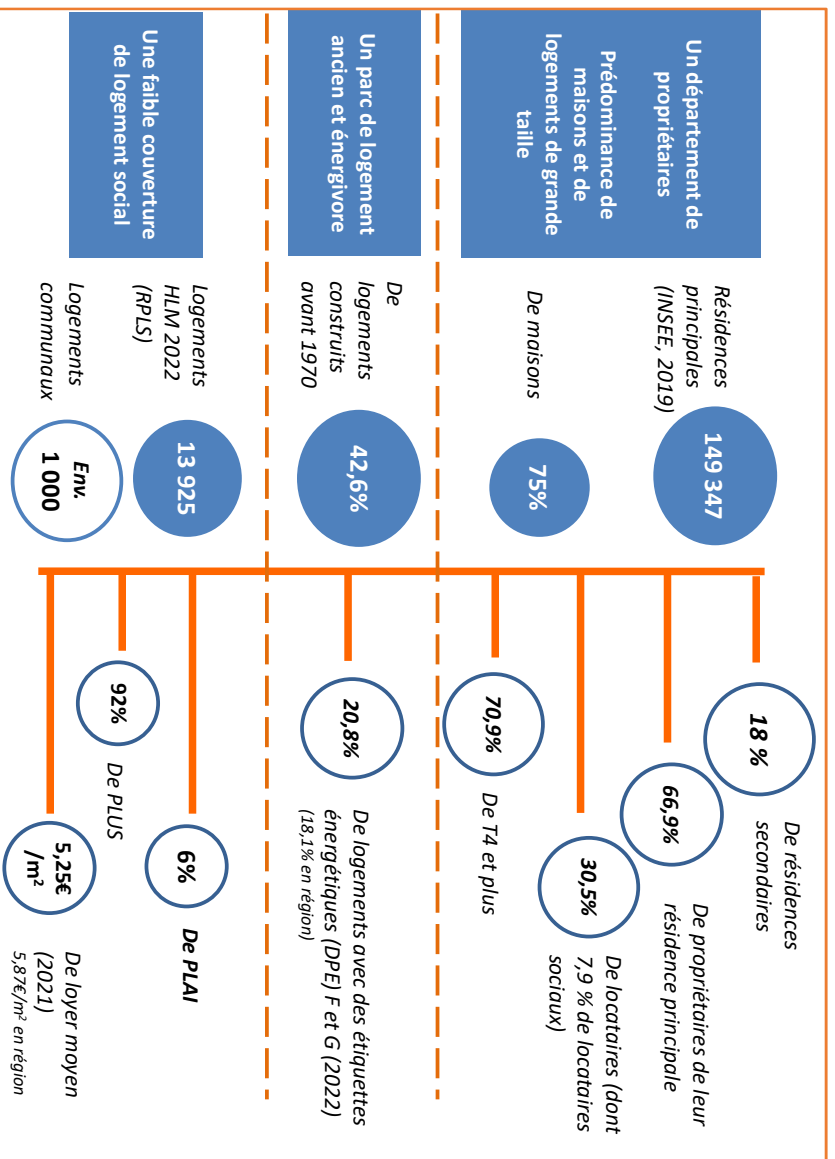 Un département de
propriétaires
Prédominance de
maisons et de
logements de grande
taille
Résidences
principales
(INSEE, 2019)
149 347
De maisons
75%
18 %
De résidences
secondaires
66,9%
De propriétaires de leur
résidence principale
30,5%
De locataires (dont
7,9 % de locataires
sociaux)
70,9%
De T4 et plus
Un parc de logement
ancien et énergivore
De
logements
construits
avant 1970
42,6%
20,8%
De logements avec des étiquettes
énergétiques (DPE) F et G (2022)
(18,1% en région)
Une faible couverture
de logement social
Logements
HLM 2022
(RPLS)
13 925
Logements
communaux
Env.
1 000
6%
De PLAI
92%
De PLUS
5,25€
/m²
De loyer moyen
(2021)
5,87€/m² en région